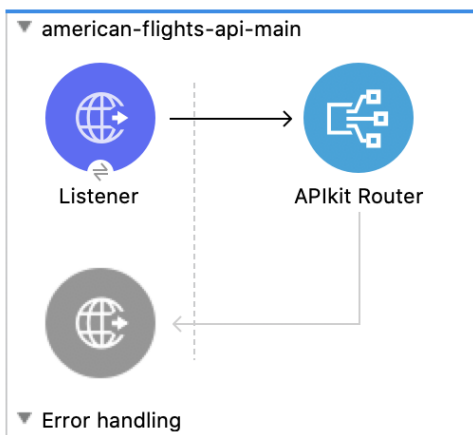 american-flights-api-main
Listener
APIkit Router
Error handling